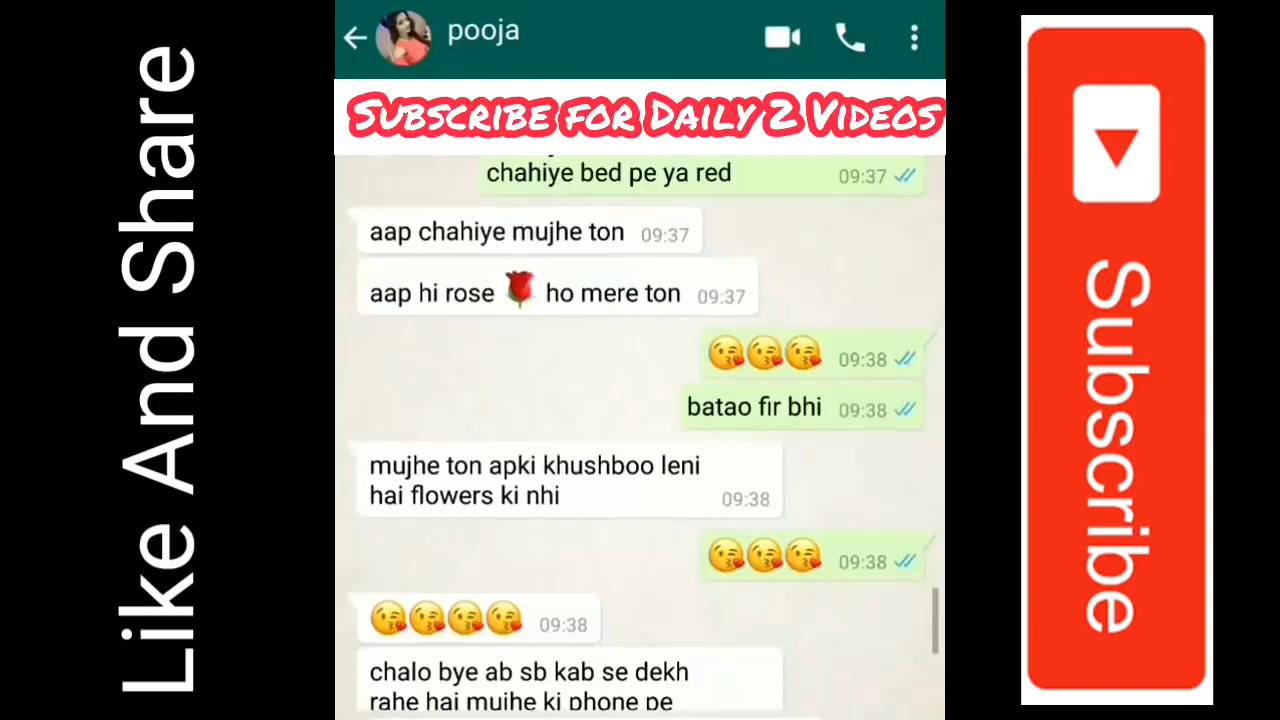 Like And Share
pooja
Subscribe for Daily 2 Videos
chahiye bed pe ya red 09:37
aap chahiye mujhe ton 09:37
aap hi rose 🌹 ho mere ton 09:37
😘😘😘 09:38
batao fir bhi 09:38
mujhe ton apki khushboo leni
hai flowers ki nhi 09:38
😘😘😘 09:38
😘😘😘😘 09:38
chalo bye ab sb kab se dekh
rahe hai mujhe ki phone pe
Subscribe